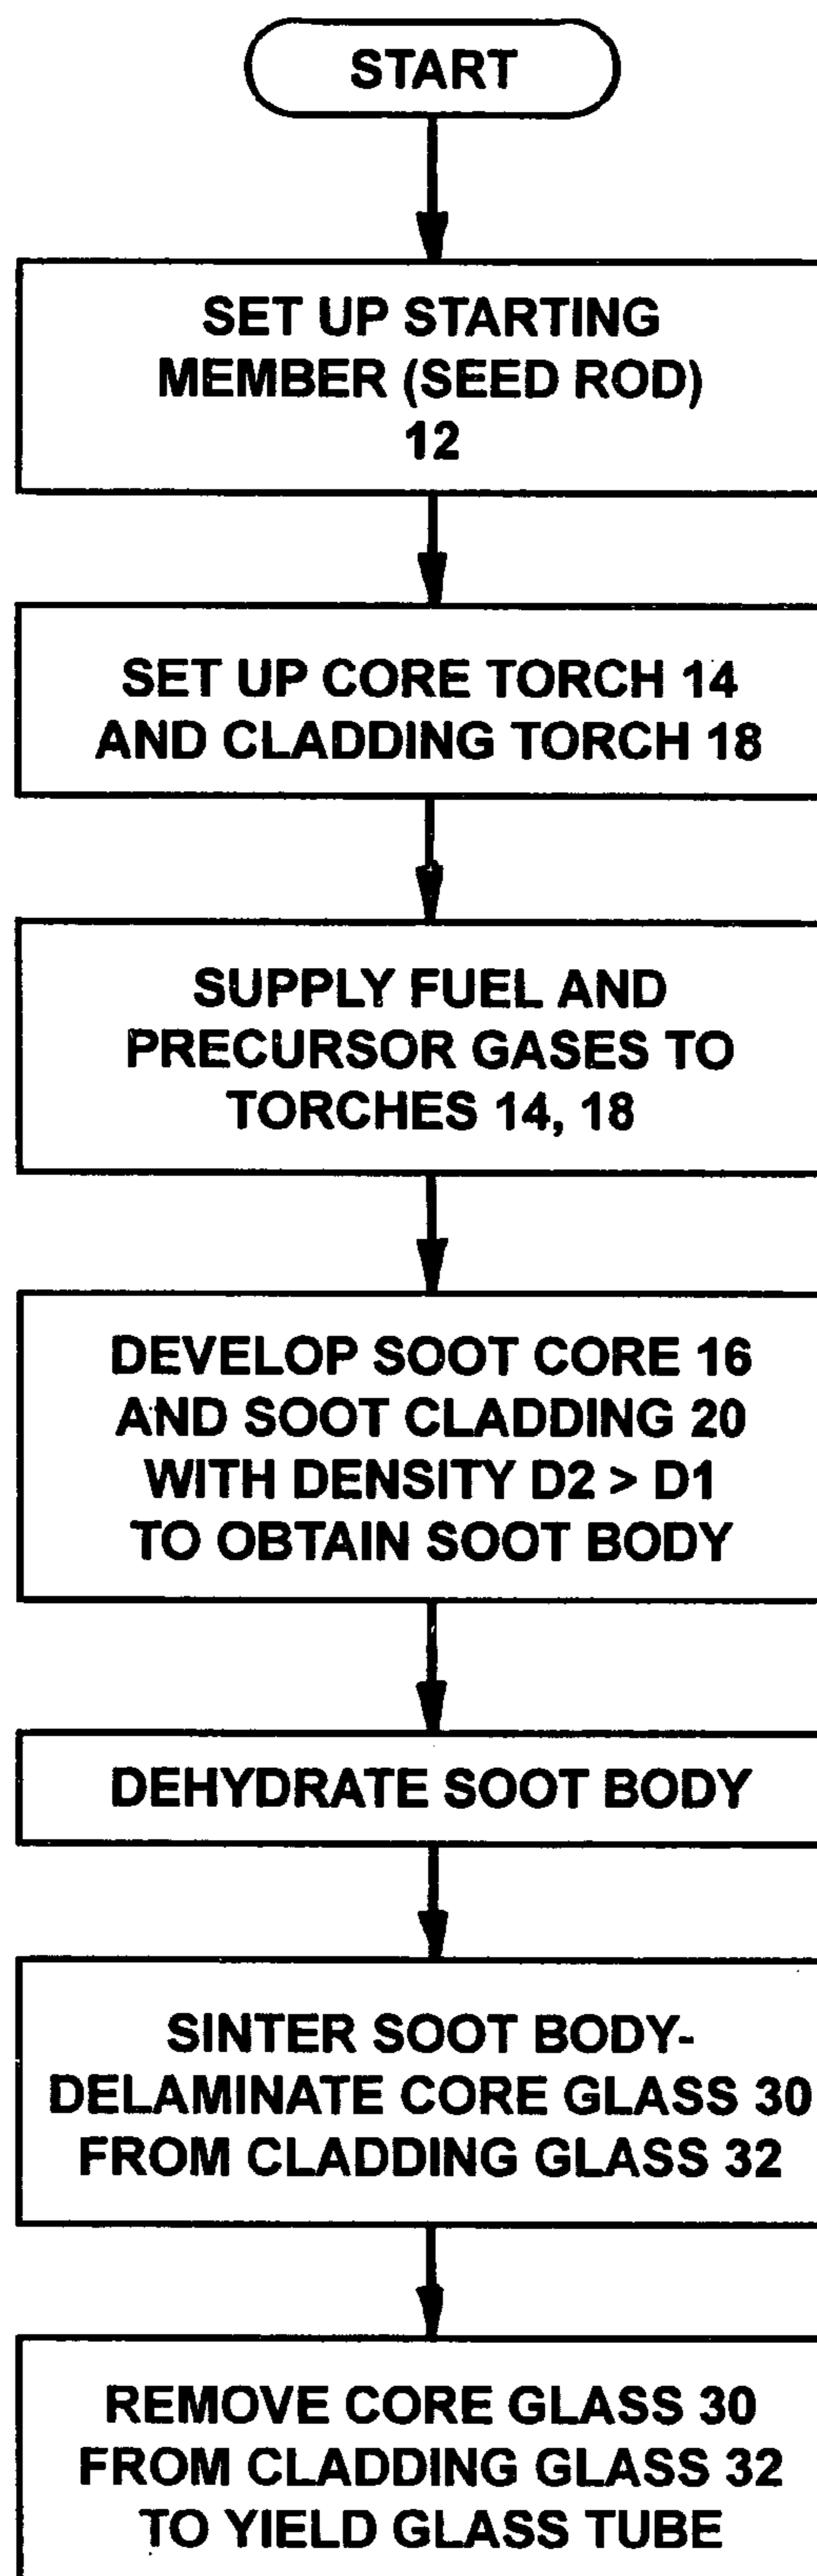 START
SET UP STARTING
MEMBER (SEED ROD)
12
SET UP CORE TORCH 14
AND CLADDING TORCH 18
SUPPLY FUEL AND
PRECURSOR GASES TO
TORCHES 14, 18
DEVELOP SOOT CORE 16
AND SOOT CLADDING 20
WITH DENSITY D2 > D1
TO OBTAIN SOOT BODY
DEHYDRATE SOOT BODY
SINTER SOOT BODY-
DELAMINATE CORE GLASS 30
FROM CLADDING GLASS 32
REMOVE CORE GLASS 30
FROM CLADDING GLASS 32
TO YIELD GLASS TUBE